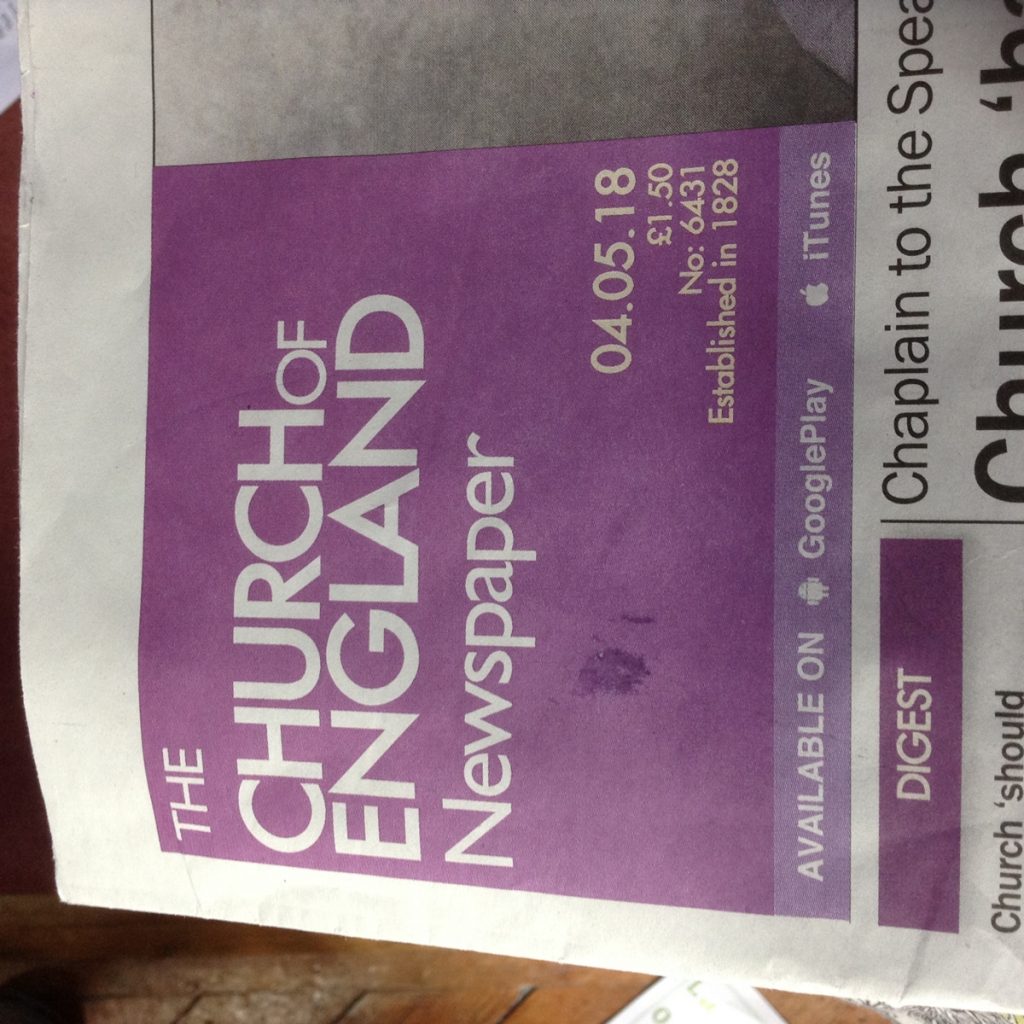 THE
CHURCH OF
ENGLAND
Newspaper
04.05.18
£1.50
No: 6431
Established in 1828
AVAILABLE ON GooglePlay iTunes
DIGEST
Chaplain to the
Church
Church ‘should